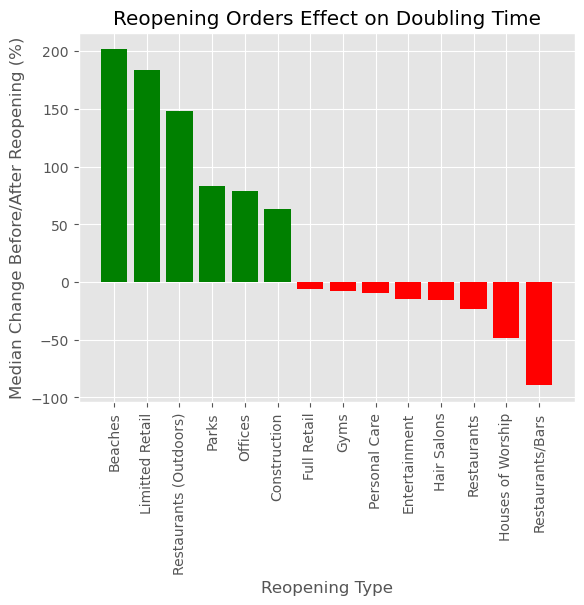 Reopening Orders Effect on Doubling Time
Median Change Before/After Reopening (%)
200
150
100
50
0
−50
−100
Beaches
Limitted Retail
Restaurants (Outdoors)
Parks
Offices
Construction
Full Retail
Gyms
Personal Care
Entertainment
Hair Salons
Restaurants
Houses of Worship
Restaurants/Bars
Reopening Type